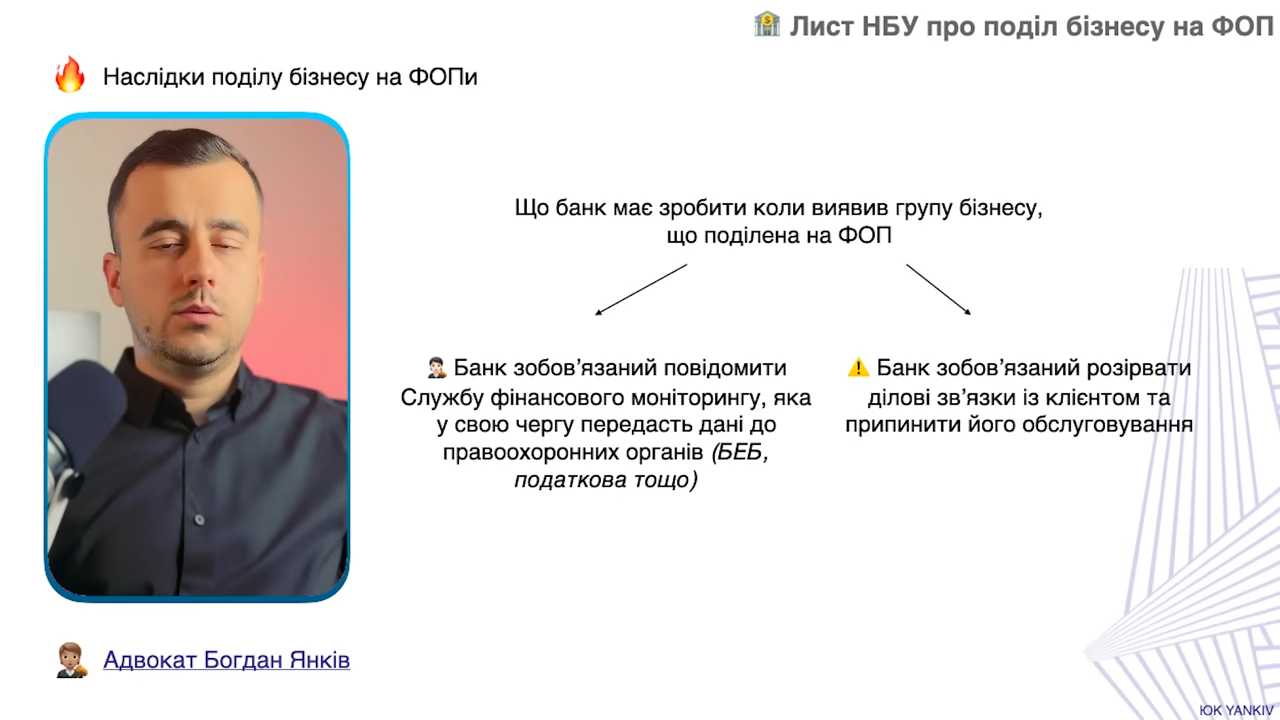 Лист НБУ про поділ бізнесу на ФОП
Наслідки поділу бізнесу на ФОПи
Що банк має зробити коли виявив групу бізнесу,
що поділена на ФОП
Банк зобов’язаний повідомити
Службу фінансового моніторингу, яка
у свою чергу передасть дані до
правоохоронних органів (БЕБ,
податкова тощо)
Банк зобов’язаний розірвати
ділові зв’язки із клієнтом та
припинити його обслуговування
Адвокат Богдан Янків
ЮК YANKIV